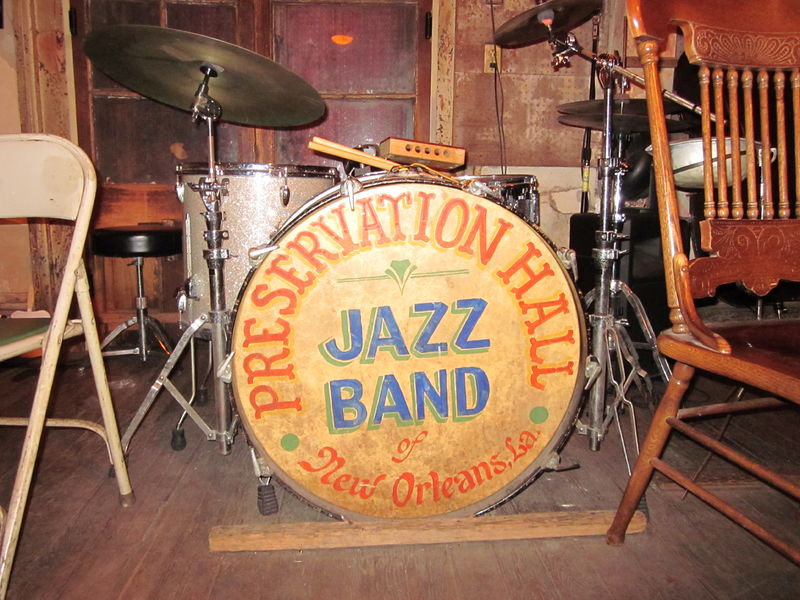 PRESERVATION HALL
JAZZ
BAND
of
New Orleans, La.